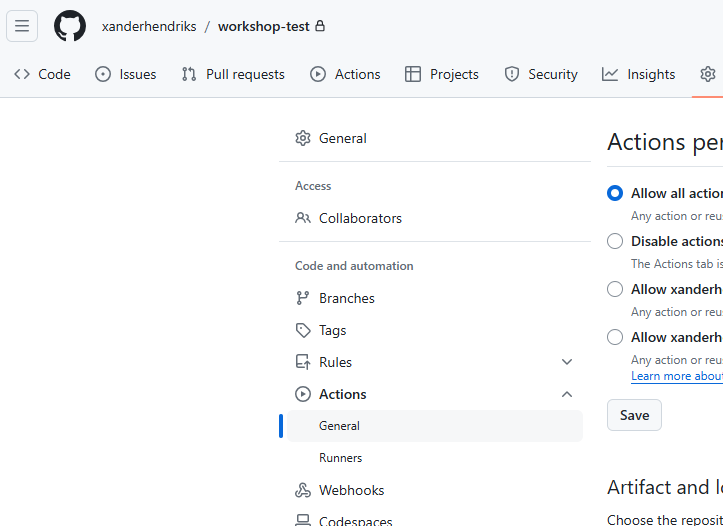 xanderhendriks / workshop-test
Code Issues Pull requests Actions Projects Security Insights
General
Access
Collaborators
Code and automation
Branches
Tags
Rules
Actions
General
Runners
Webhooks
Codespaces
Actions per
Allow all action
Any action or reu
Disable actions
The Actions tab is
Allow xanderh
Any action or reu
Allow xanderh
Any action or reu
Learn more about
Save
Artifact and lo
Choose the reposit